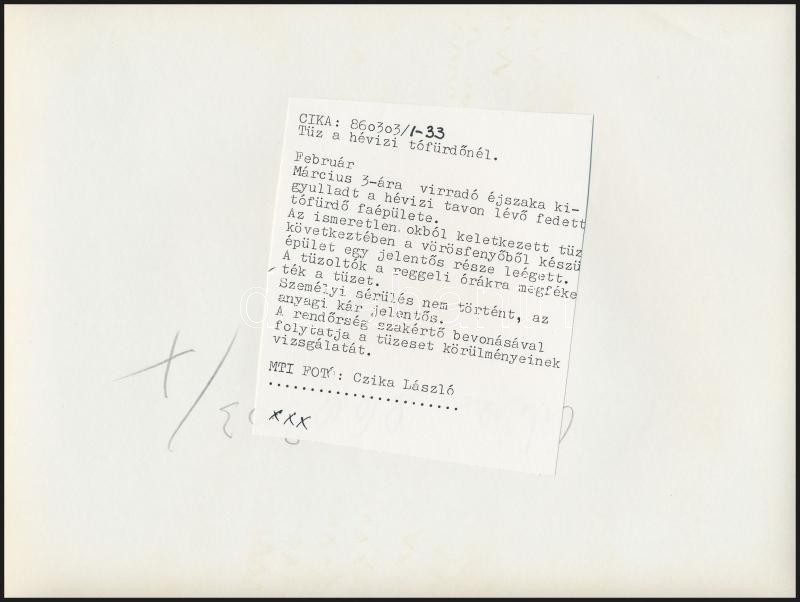 CIKA: 860303/1-33
Tüz a hévizi tófürdőnél.
Február
Március 3-ára virradó éjszaka ki-
gyulladt a hévizi tavon lévő fedett
tófürdő faépülete.
Az ismeretlen okból keletkezett tüz
következtében a vörösfenyőből készü
épület egy jelentős része leégett.
A tüzoltók a reggeli órákra megféke
ték a tüzet.
Személyi sérülés nem történt, az
anyagi kár jelentős.
A rendőrség szakértő bevonásával
folytatja a tüzeset körülményeinek
vizsgálatát.
MTI FOTÓ: Czika László
.......................
xxx